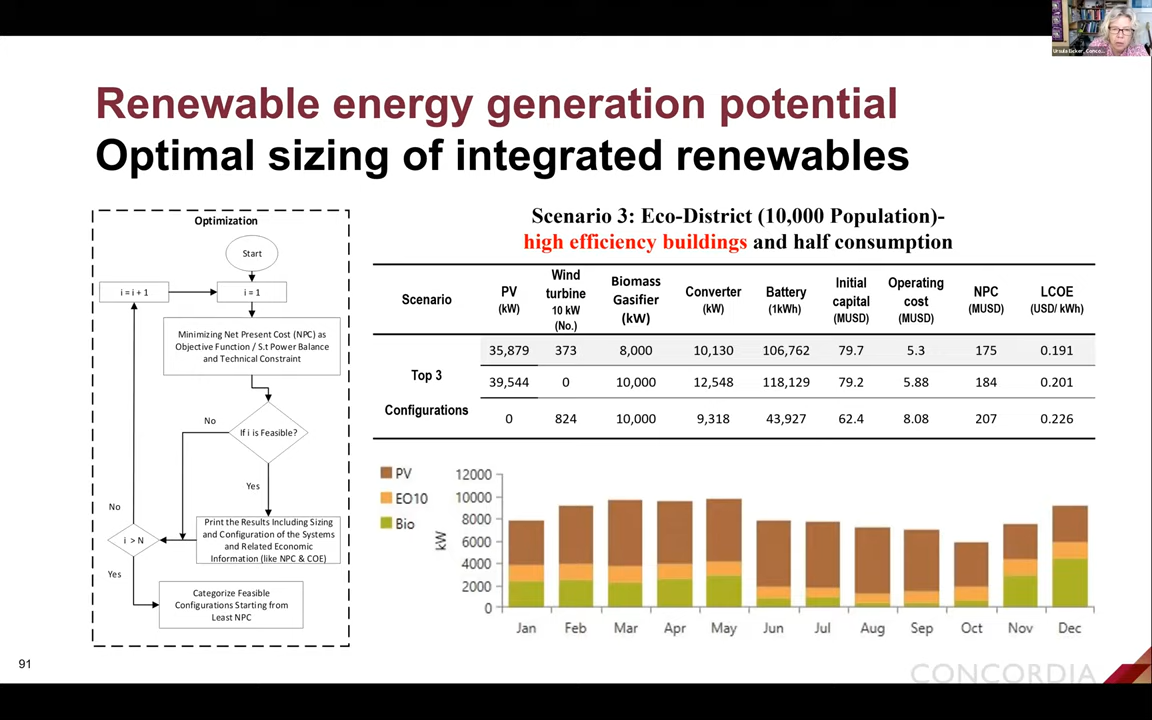 Ursula Eicker, Conco...
Renewable energy generation potential
Optimal sizing of integrated renewables
Optimization
Start
i = i + 1
i = 1
Minimizing Net Present Cost (NPC) as
Objective Function / S.t Power Balance
and Technical Constraint
No
If i is Feasible?
Yes
No
Print the Results Including Sizing
and Configuration of the Systems
and Related Economic
Information (like NPC & COE)
i > N
Yes
Categorize Feasible
Configurations Starting from
Least NPC
Scenario 3: Eco-District (10,000 Population)-
high efficiency buildings and half consumption
Scenario
PV
(kW)
Wind
turbine
10 kW
(No.)
Biomass
Gasifier
(kW)
Converter
(kW)
Battery
(1kWh)
Initial
capital
(MUSD)
Operating
cost
(MUSD)
NPC
(MUSD)
LCOE
(USD/ kWh)
Top 3
Configurations
35,879 373 8,000 10,130 106,762 79.7 5.3 175 0.191
39,544 0 10,000 12,548 118,129 79.2 5.88 184 0.201
0 824 10,000 9,318 43,927 62.4 8.08 207 0.226
PV
EO10
Bio
kW
12000
10000
8000
6000
4000
2000
0
Jan Feb Mar Apr May Jun Jul Aug Sep Oct Nov Dec
91
CONCORDIA